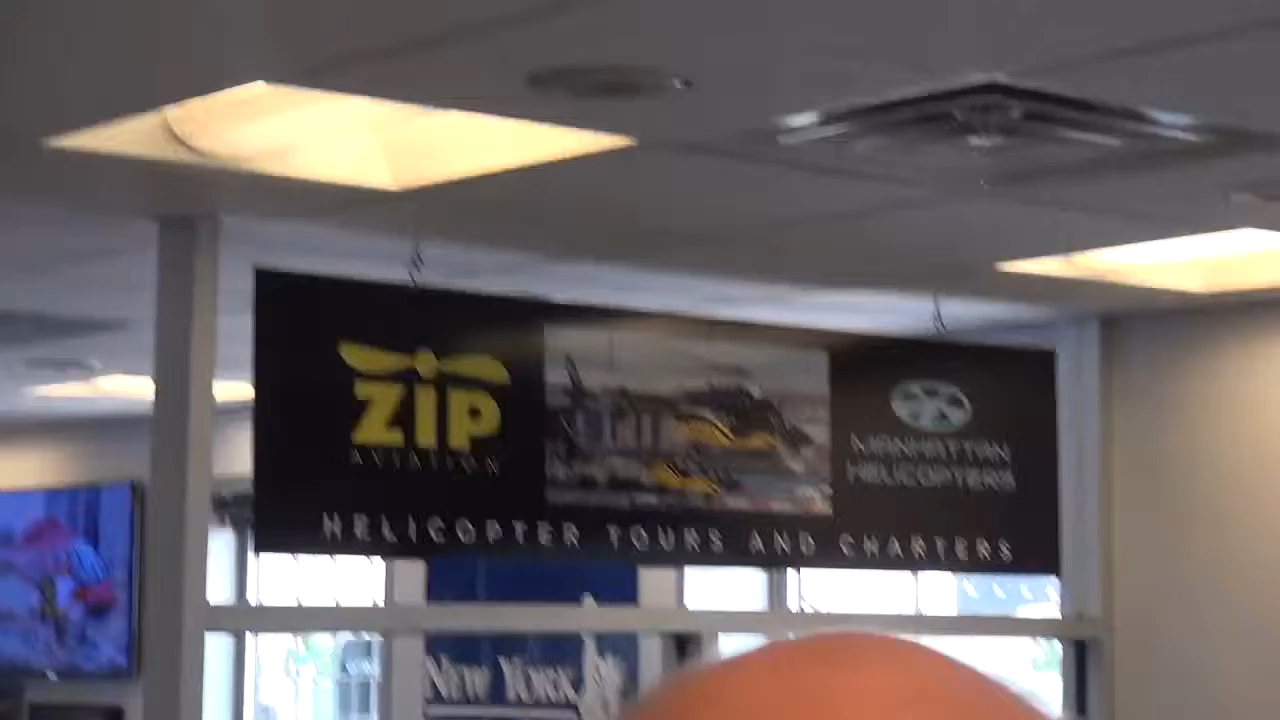 ZIP
AVIATION
MANHATTAN
HELICOPTERS
HELICOPTER TOURS AND CHARTERS
NEW YORK